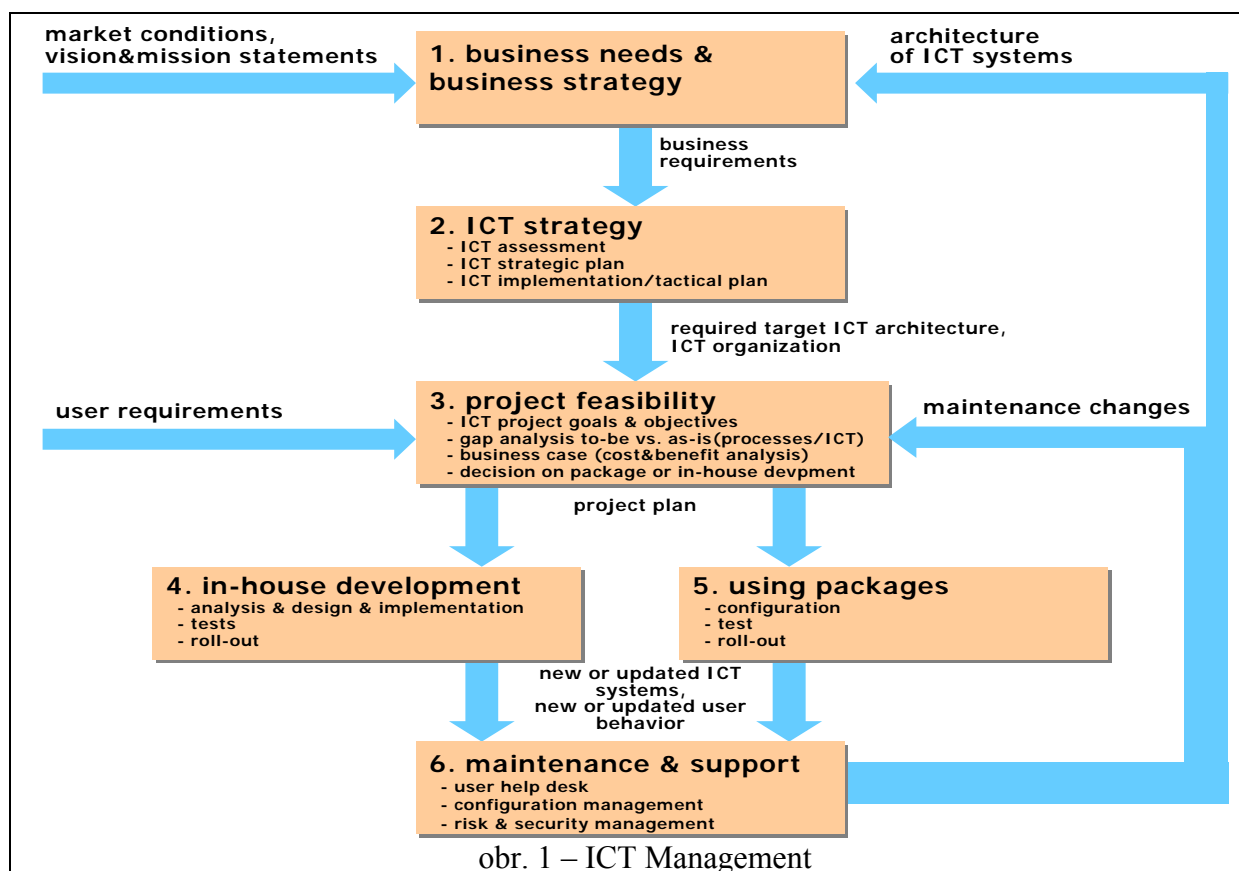 market conditions,
vision&mission statements
1. business needs &
business strategy
architecture
of ICT systems
business
requirements
2. ICT strategy
- ICT assessment
- ICT strategic plan
- ICT implementation/tactical plan
required target ICT architecture,
ICT organization
user requirements
3. project feasibility
- ICT project goals & objectives
- gap analysis to-be vs. as-is(processes/ICT)
- business case (cost&benefit analysis)
- decision on package or in-house devpment
maintenance changes
project plan
4. in-house development
- analysis & design & implementation
- tests
- roll-out
5. using packages
- configuration
- test
- roll-out
new or updated ICT
systems,
new or updated user
behavior
6. maintenance & support
- user help desk
- configuration management
- risk & security management
obr. 1 – ICT Management